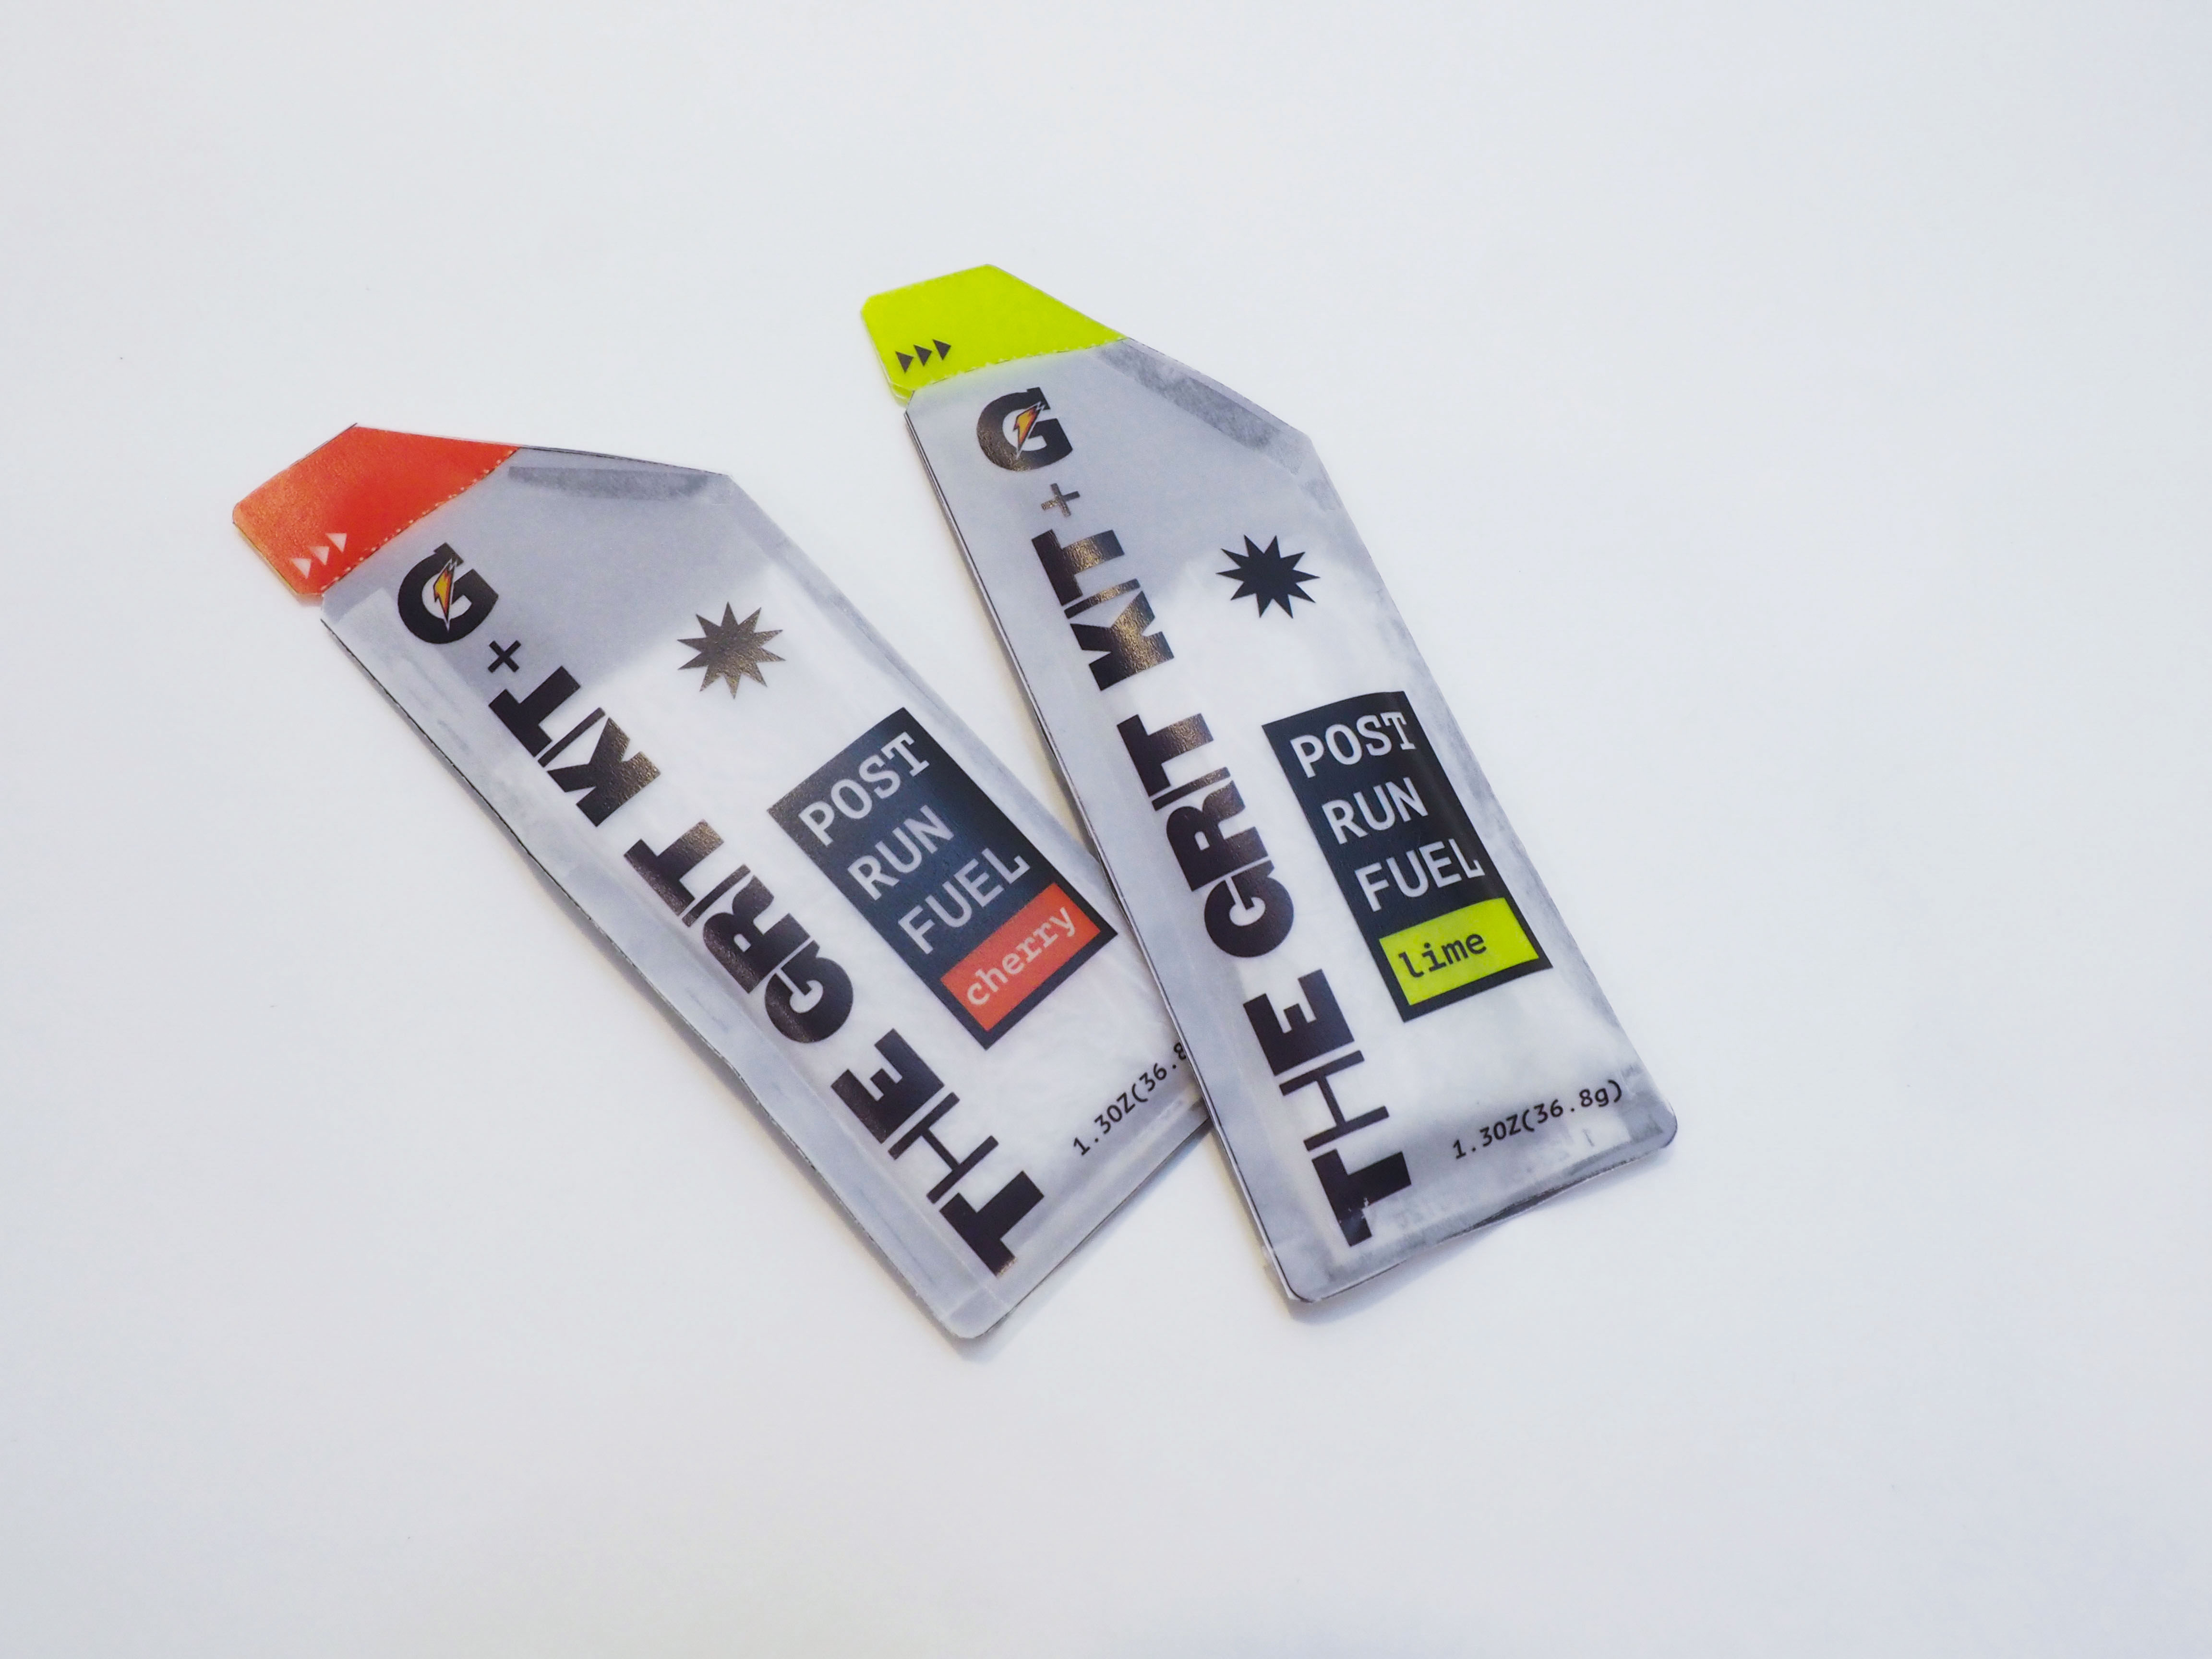 THE GRIT KIT + G
POST
RUN
FUEL
cherry
1.3OZ(36.8
THE GRIT KIT + G
POST
RUN
FUEL
lime
1.3OZ(36.8g)